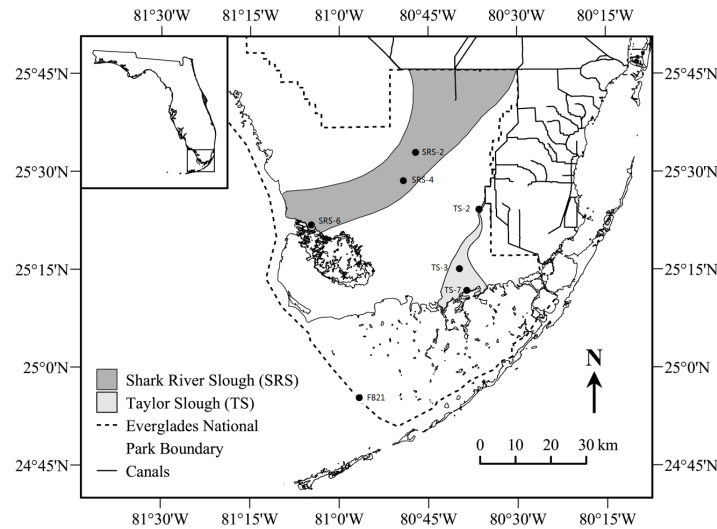 81°30'W 81°15'W 81°0'W 80°45'W 80°30'W 80°15'W
25°45'N 25°45'N
25°30'N 25°30'N
SRS-2
SRS-4
TS-2
SRS-6
25°15'N 25°15'N
TS-3
TS-7
25°0'N 25°0'N
N
Shark River Slough (SRS)
Taylor Slough (TS)
FB21
Everglades National
Park Boundary
Canals
0 10 20 30 km
24°45'N 24°45'N
81°30'W 81°15'W 81°0'W 80°45'W 80°30'W 80°15'W